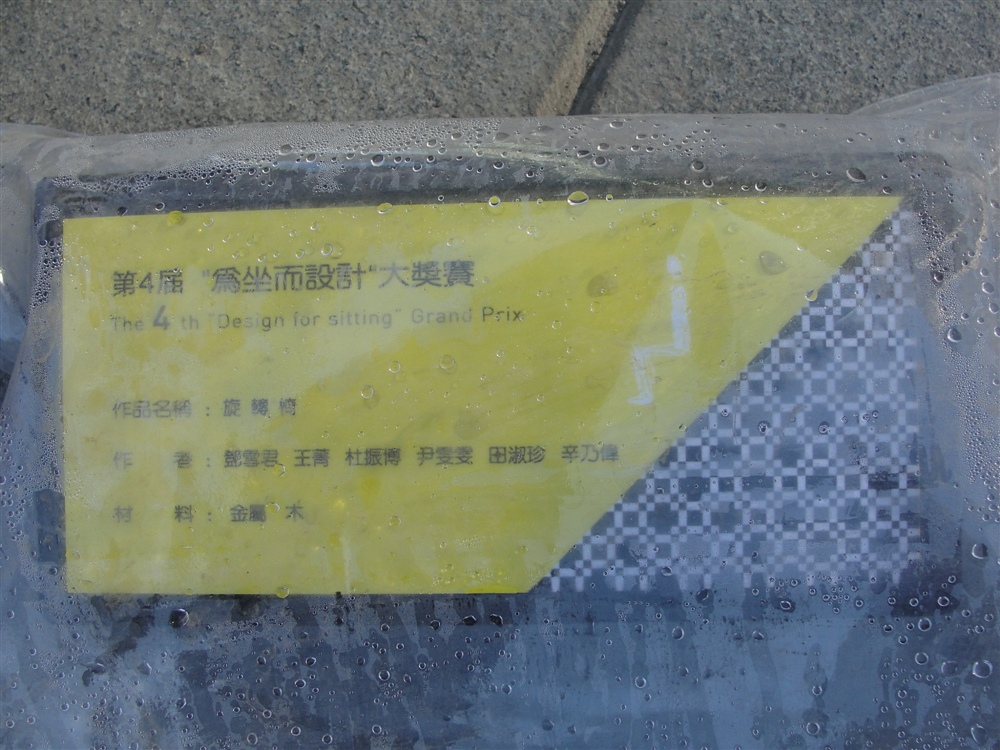 第4届 "為坐而設計"大獎賽
The 4 th "Design for sitting" Grand Prix
作品名稱：旋轉椅
作 者：鄧雪君 王菁 杜振博 尹雯雯 田淑珍 辛乃偉
材 料：金屬 木